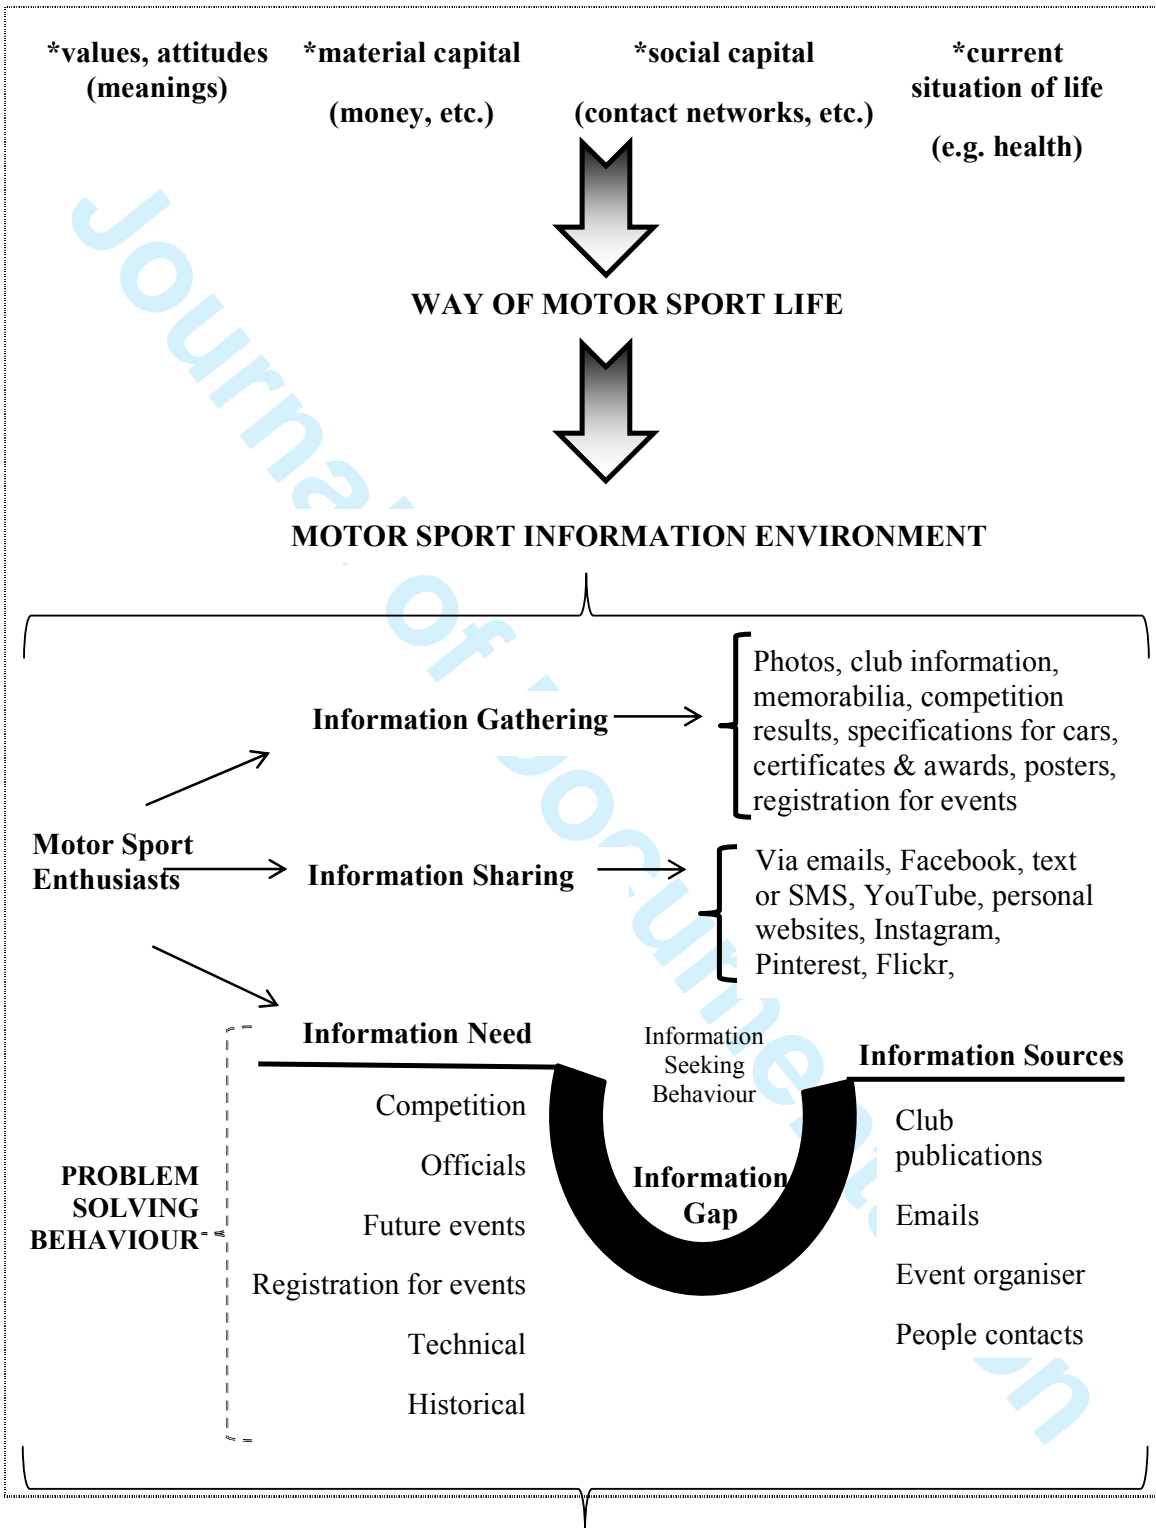 *values, attitudes
(meanings)
*material capital
(money, etc.)
*social capital
(contact networks, etc.)
*current
situation of life
(e.g. health)
WAY OF MOTOR SPORT LIFE
MOTOR SPORT INFORMATION ENVIRONMENT
Information Gathering
Photos, club information,
memorabilia, competition
results, specifications for cars,
certificates & awards, posters,
registration for events
Motor Sport
Enthusiasts
Information Sharing
Via emails, Facebook, text
or SMS, YouTube, personal
websites, Instagram,
Pinterest, Flickr,
Information Need
Information
Seeking
Behaviour
Information Sources
Competition
Officials
Future events
Registration for events
Technical
Historical
PROBLEM
SOLVING
BEHAVIOUR
Information
Gap
Club
publications
Emails
Event organiser
People contacts
Journal of Documentation